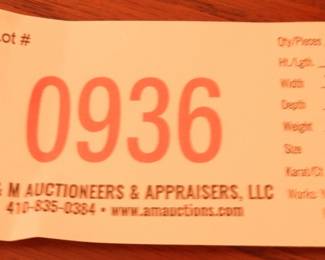 Lot #
0936
& M AUCTIONEERS & APPRAISERS, LLC
410-835-0384 • www.amauctions.com
Qty/Pieces
Ht./Lgth.
Width
Depth
Weight
Size
Karat/Ct
Works: